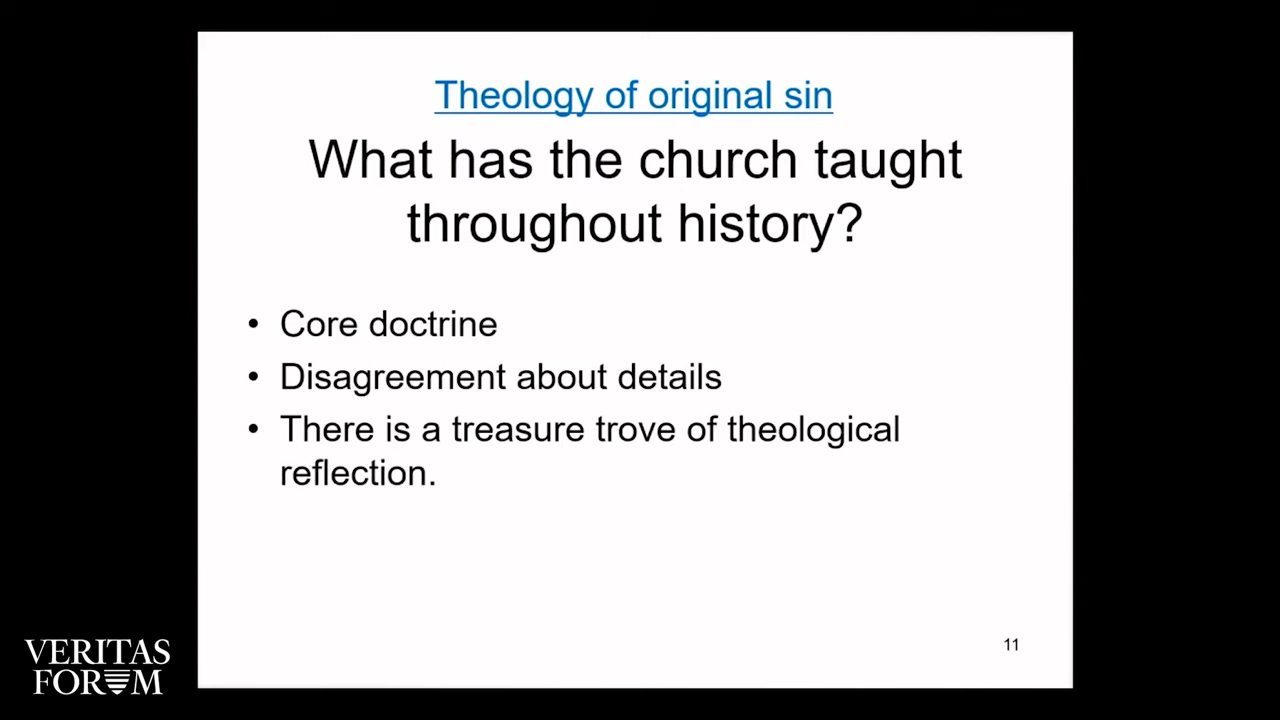 Theology of original sin
What has the church taught
throughout history?
• Core doctrine
• Disagreement about details
• There is a treasure trove of theological
reflection.
11
VERITAS
FORUM